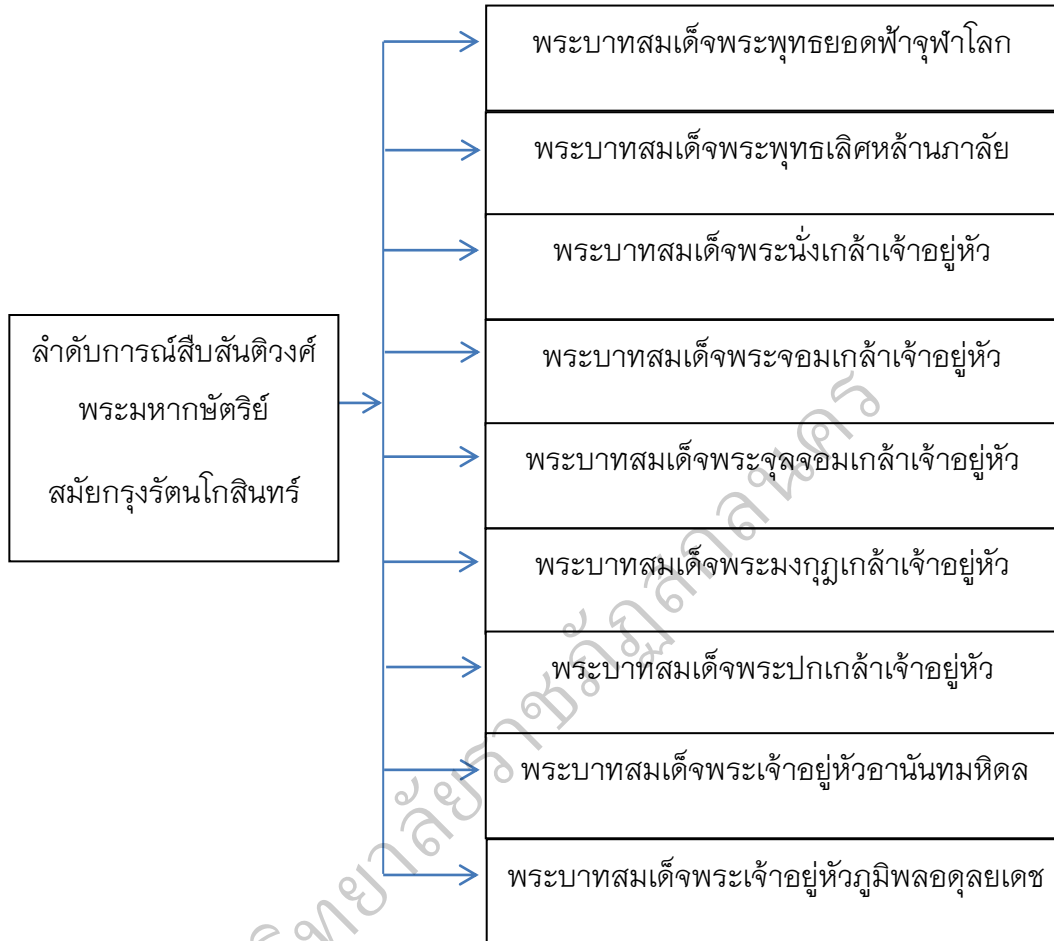 ลำดับการณ์สืบสันติวงศ์
พระมหากษัตริย์
สมัยกรุงรัตนโกสินทร์
พระบาทสมเด็จพระพุทธยอดฟ้าจุฬาโลก
พระบาทสมเด็จพระพุทธเลิศหล้านภาลัย
พระบาทสมเด็จพระนั่งเกล้าเจ้าอยู่หัว
พระบาทสมเด็จพระจอมเกล้าเจ้าอยู่หัว
พระบาทสมเด็จพระจุลจอมเกล้าเจ้าอยู่หัว
พระบาทสมเด็จพระมงกุฎเกล้าเจ้าอยู่หัว
พระบาทสมเด็จพระปกเกล้าเจ้าอยู่หัว
พระบาทสมเด็จพระเจ้าอยู่หัวอานันทมหิดล
พระบาทสมเด็จพระเจ้าอยู่หัวภูมิพลอดุลยเดช